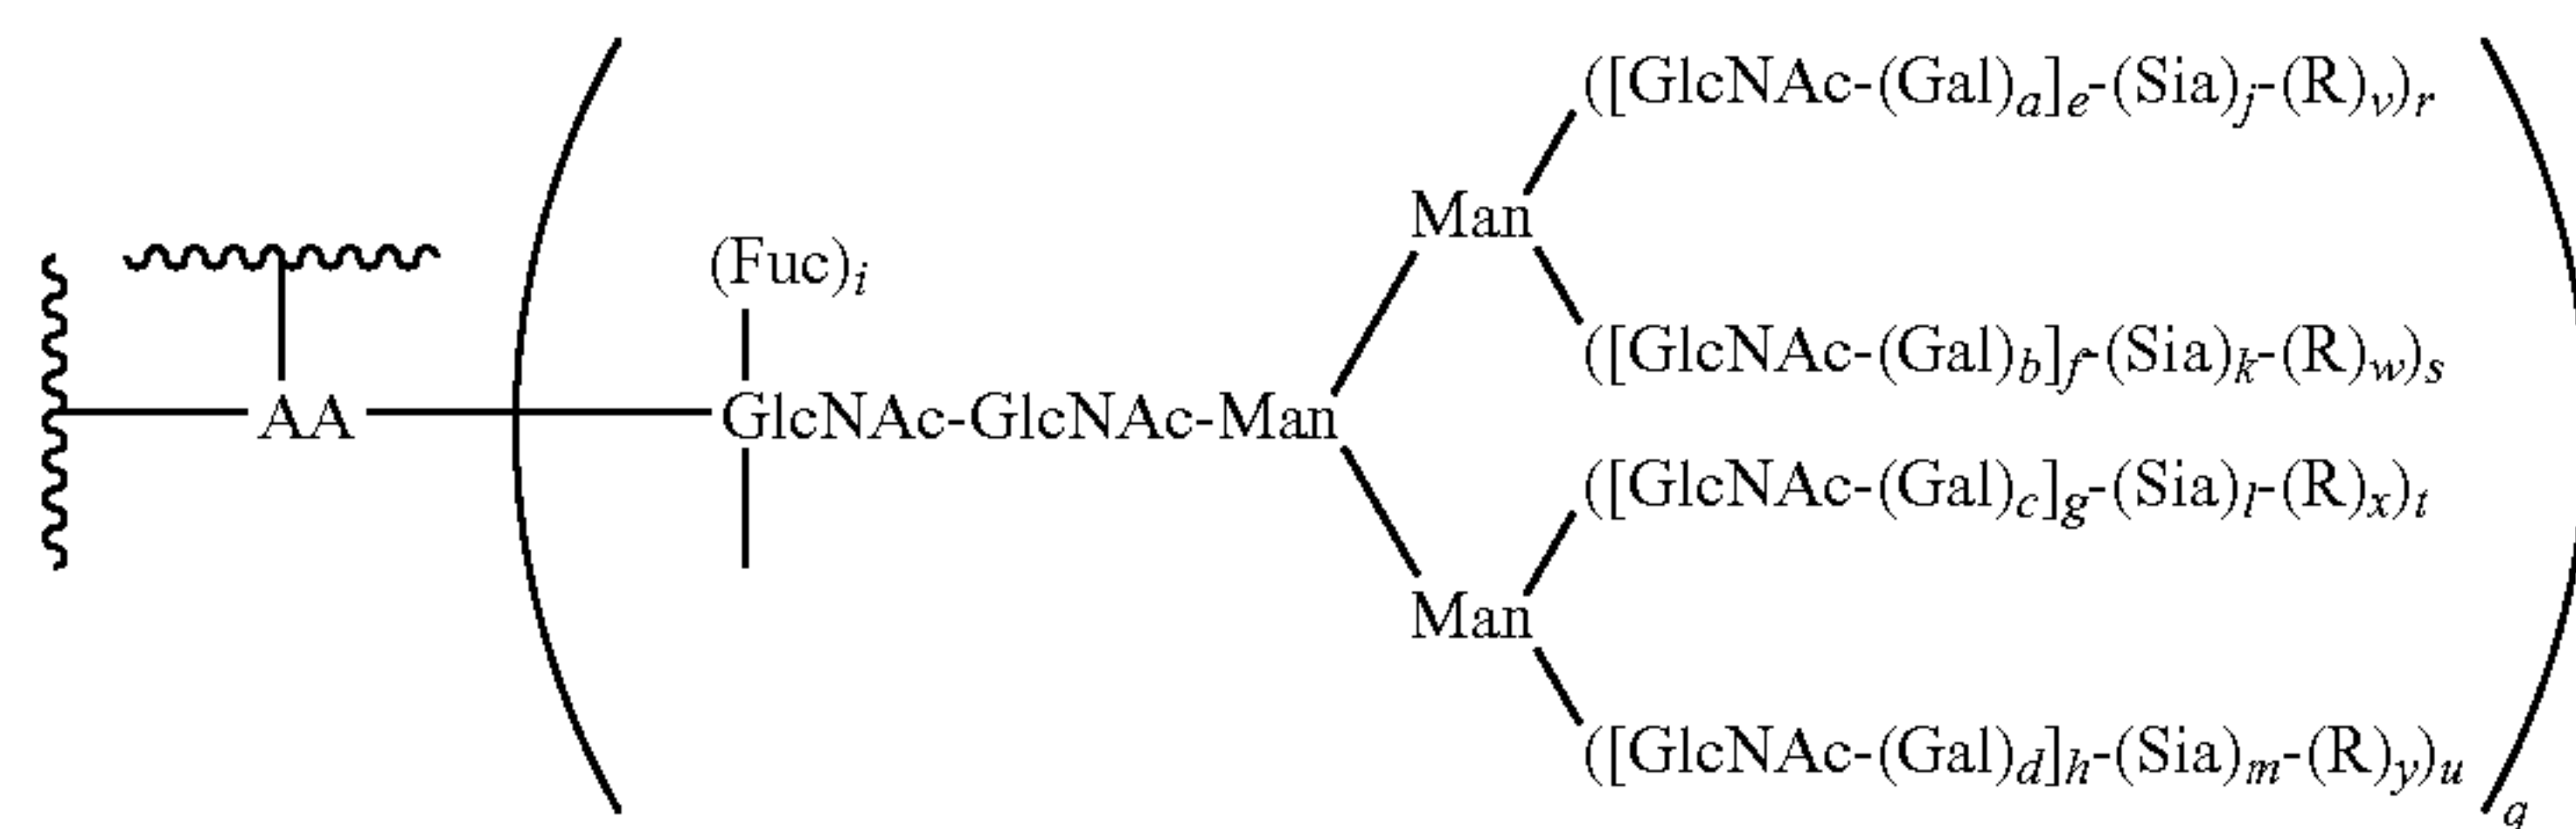 ([GlcNAc-(Gal)a]e-(Sia)j-(R)v)r
Man
(Fuc)i
([GlcNAc-(Gal)b]f-(Sia)k-(R)w)s
AA
GlcNAc-GlcNAc-Man
([GlcNAc-(Gal)c]g-(Sia)l-(R)x)t
Man
([GlcNAc-(Gal)d]h-(Sia)m-(R)y)u
q